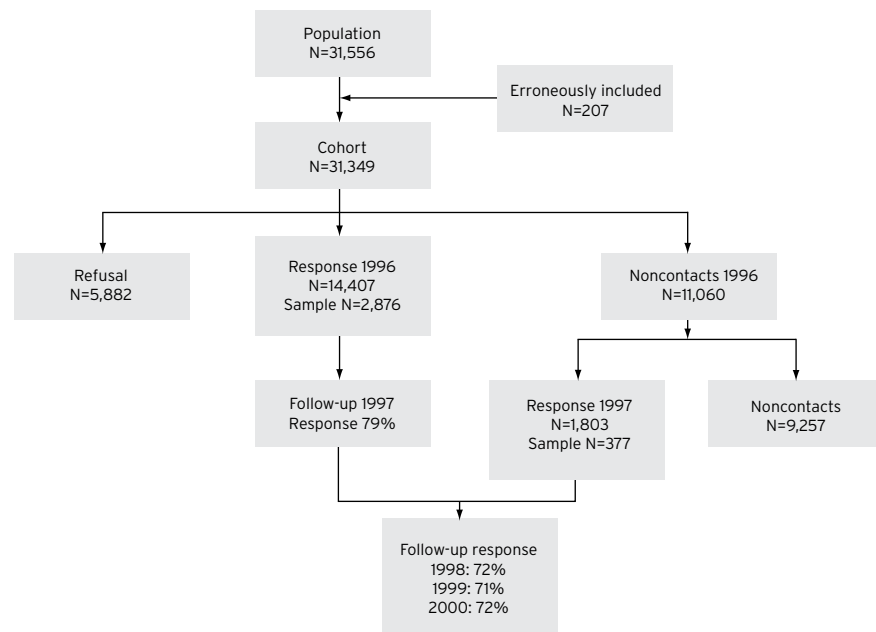 Population
N=31,556
Erroneously included
N=207
Cohort
N=31,349
Refusal
N=5,882
Response 1996
N=14,407
Sample N=2,876
Noncontacts 1996
N=11,060
Follow-up 1997
Response 79%
Response 1997
N=1,803
Sample N=377
Noncontacts
N=9,257
Follow-up response
1998: 72%
1999: 71%
2000: 72%